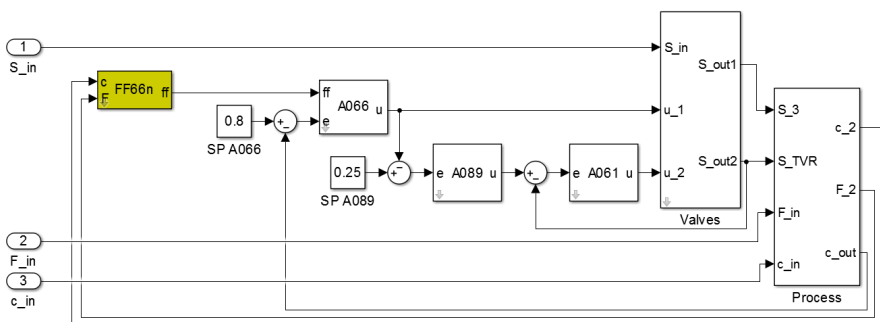 1
S_in
c
F
FF66n
ff
0.8
SP A066
+
-
ff
e
A066
u
0.25
SP A089
+
-
e
A089
u
+
-
e
A061
u
S_in
u_1
u_2
S_out1
S_out2
Valves
S_3
S_TVR
F_in
c_in
c_2
F_2
c_out
Process
2
F_in
3
c_in